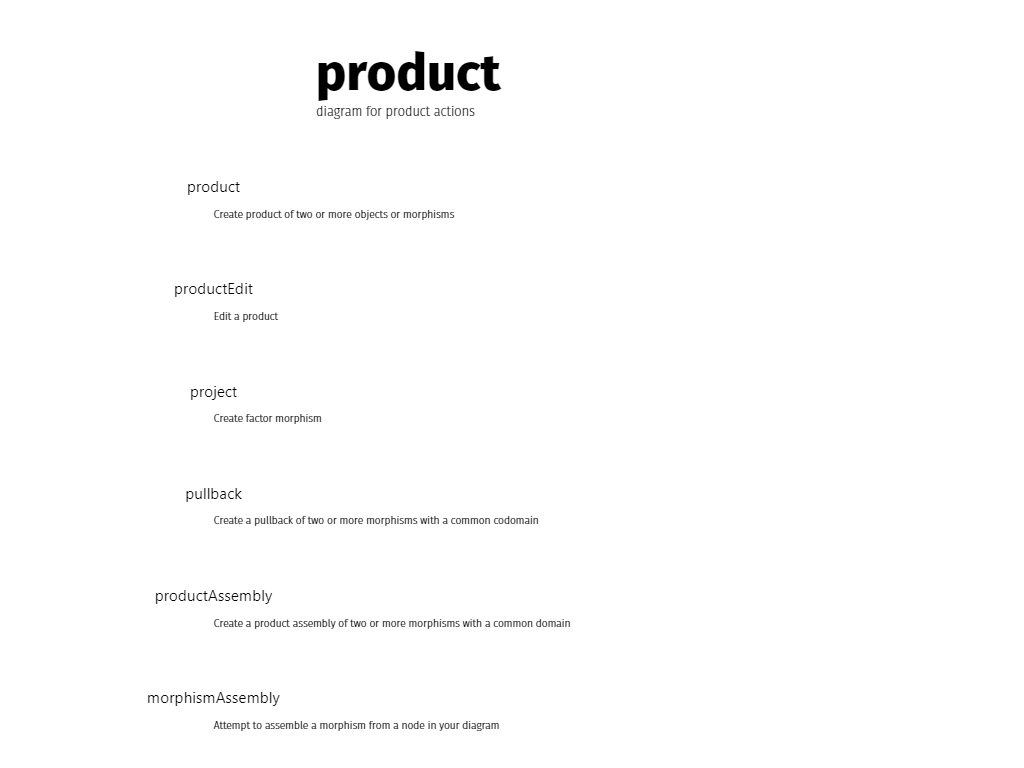 product
diagram for product actions
product
Create product of two or more objects or morphisms
productEdit
Edit a product
project
Create factor morphism
pullback
Create a pullback of two or more morphisms with a common codomain
productAssembly
Create a product assembly of two or more morphisms with a common domain
morphismAssembly
Attempt to assemble a morphism from a node in your diagram